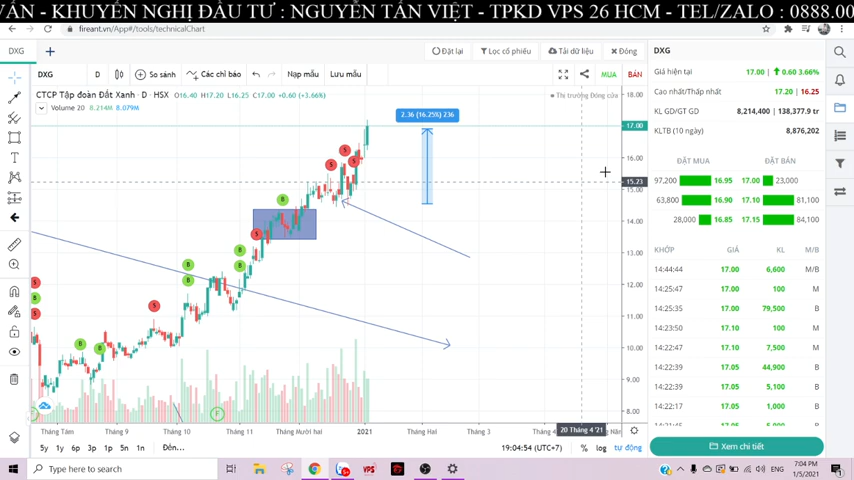 VẤN - KHUYẾN NGHỊ ĐẦU TƯ : NGUYỄN TẤN VIỆT - TPKD VPS 26 HCM - TEL/ZALO : 0888.00
fireant.vn/App#/tools/technicalChart
DXG
Đặt lại
Lọc cổ phiếu
Tải dữ liệu
Đóng
DXG
D
So sánh
Các chỉ báo
Nạp mẫu
Lưu mẫu
MUA
BÁN
CTCP Tập đoàn Đất Xanh · D · HSX O16.40 H17.20 L16.25 C17.00 +0.60 (+3.66%)
Thị trường Đóng cửa
Volume 20 8.214M 8.079M
2.36 (16.25%) 236
18.00
17.00
16.00
15.23
15.00
14.00
13.00
12.00
11.00
10.00
9.00
8.00
S
S
S
B
S
B
B
B
B
S
B
S
S
B
B
F
Tháng Tám
Tháng 9
Tháng 10
Tháng 11
Tháng Mười hai
2021
Tháng Hai
Tháng 3
20 Tháng 4 '21
5y 1y 6p 3p 1p 5n 1n
Đến...
19:04:54 (UTC+7)
% log tự động
DXG
Giá hiện tại 17.00 | 0.60 3.66%
Cao nhất/Thấp nhất 17.20 | 16.25
KL GD/GT GD 8,214,400 | 138,377.9 tr
KLTB (10 ngày) 8,876,202
ĐẶT MUA ĐẶT BÁN
97,200 16.95 17.00 23,000
63,800 16.90 17.10 81,100
28,000 16.85 17.15 84,100
KHỚP GIÁ KL M/B
14:44:44 17.00 6,600 M/B
14:25:47 17.00 100 M
14:25:35 17.00 79,500 B
14:23:50 17.10 100 M
14:22:47 17.10 7,500 M
14:22:39 17.05 44,900 B
14:22:39 17.05 5,100 B
14:22:17 17.05 1,000 B
Xem chi tiết
Type here to search
VPS
ENG
7:04 PM
1/5/2021